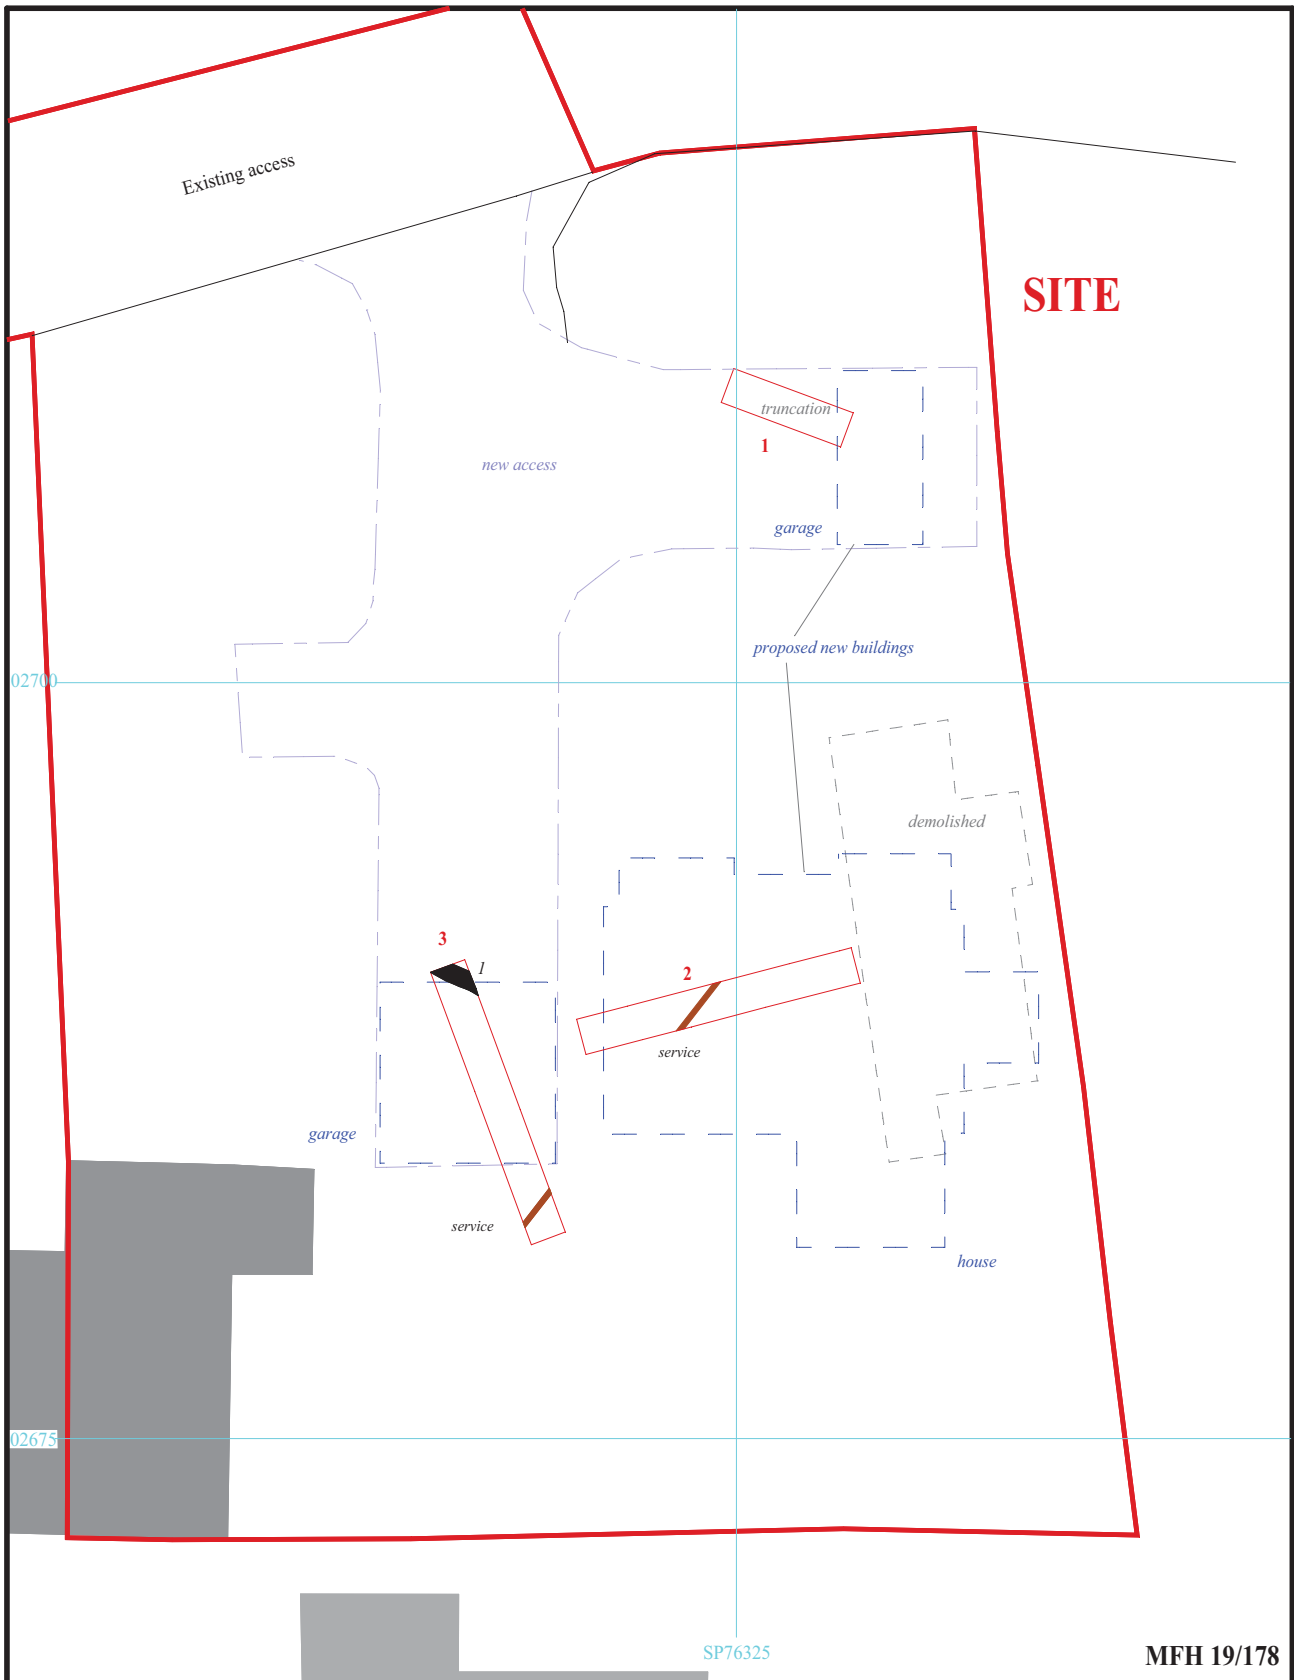 Existing access
SITE
truncation
1
new access
garage
proposed new buildings
02700
demolished
3
1
2
service
garage
service
house
02675
SP76325
MFH 19/178